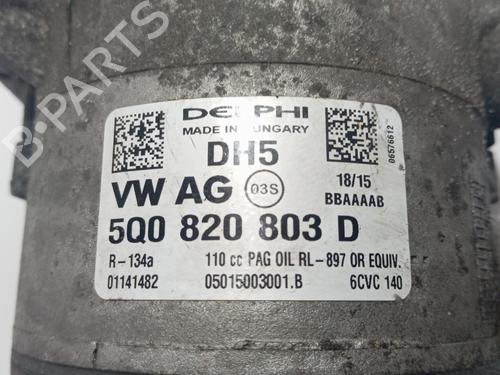 B-PARTS
DELPHI
MADE IN HUNGARY
DH5
06576612
VW AG 03S
18/15
BBAAAAB
5Q0 820 803 D
R-134a 110 cc PAG OIL RL-897 OR EQUIV.
01141482 05015003001.B 6CVC 140